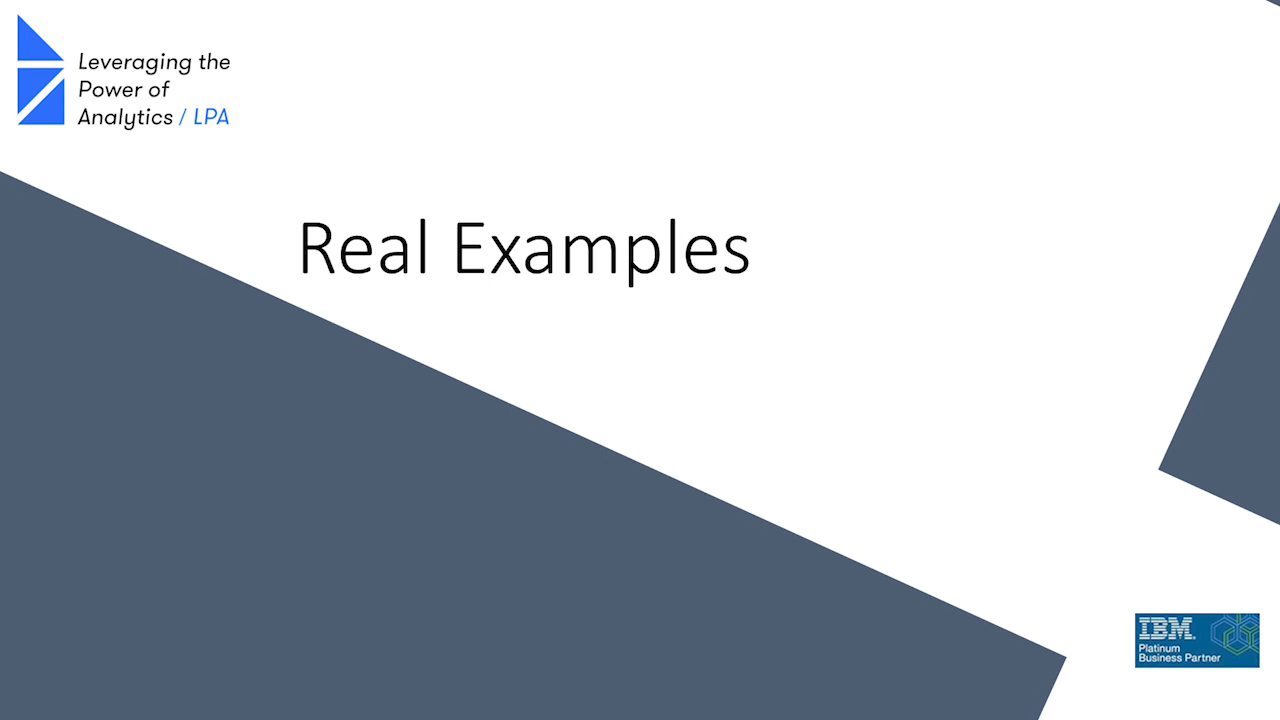 Leveraging the
Power of
Analytics / LPA
Real Examples
IBM.
Platinum
Business Partner